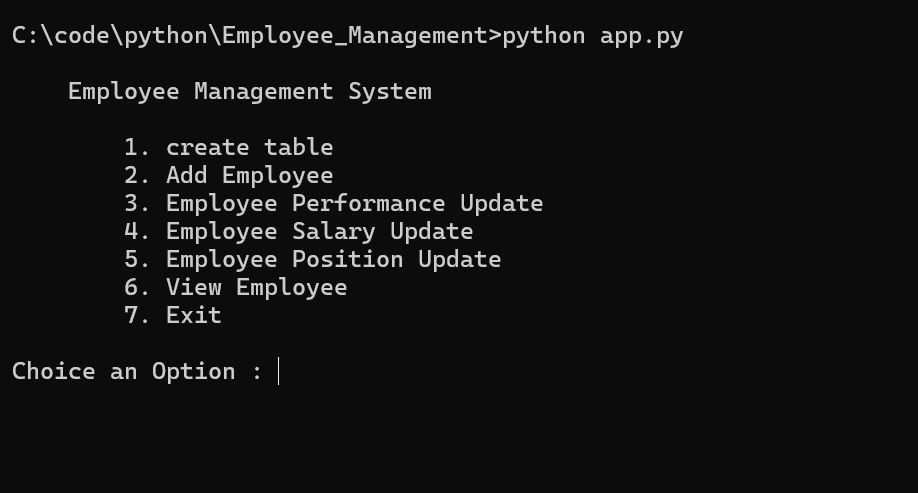 C:\code\python\Employee_Management>python app.py
Employee Management System
1. create table
2. Add Employee
3. Employee Performance Update
4. Employee Salary Update
5. Employee Position Update
6. View Employee
7. Exit
Choice an Option :